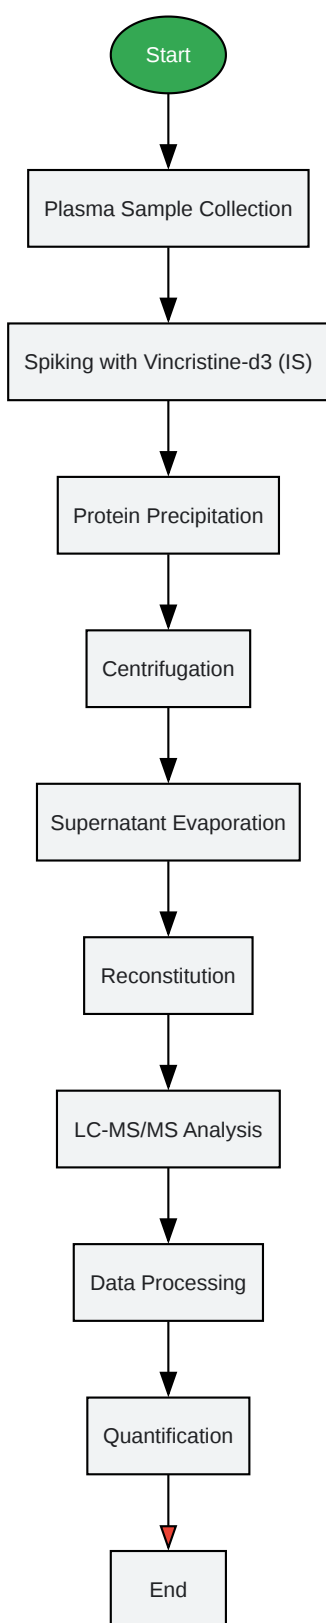 Start
Plasma Sample Collection
Spiking with Vincristine-d3 (IS)
Protein Precipitation
Centrifugation
Supernatant Evaporation
Reconstitution
LC-MS/MS Analysis
Data Processing
Quantification
End